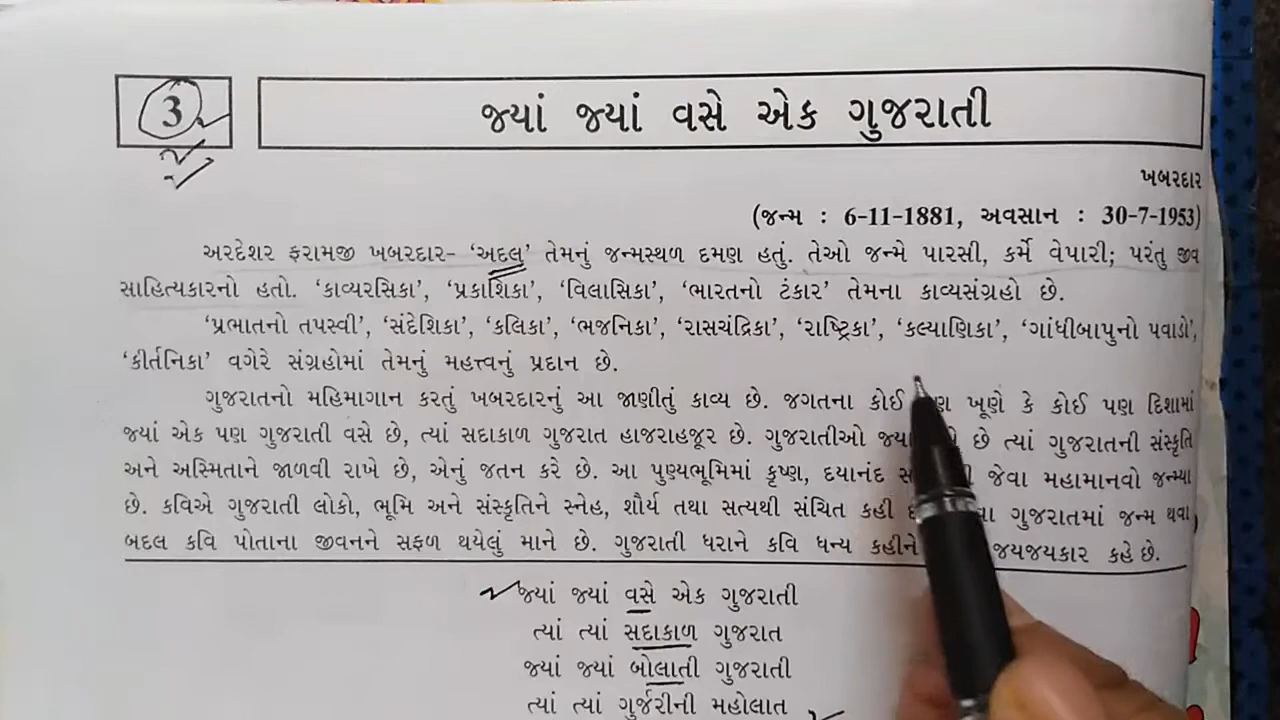 3
જ્યાં જ્યાં વસે એક ગુજરાતી
ખબરદાર
(જન્મ : 6-11-1881, અવસાન : 30-7-1953)
અરદેશર ફરામજી ખબરદાર- ‘અદલ’ તેમનું જન્મસ્થળ દમણ હતું. તેઓ જન્મે પારસી, કર્મે વેપારી; પરંતુ જીવ
સાહિત્યકારનો હતો. ‘કાવ્યરસિકા’, ‘પ્રકાશિકા’, ‘વિલાસિકા’, ‘ભારતનો ટંકાર’ તેમના કાવ્યસંગ્રહો છે.
‘પ્રભાતનો તપસ્વી’, ‘સંદેશિકા’, ‘કલિકા’, ‘ભજનિકા’, ‘રાસચંદ્રિકા’, ‘રાષ્ટ્રિકા’, ‘કલ્યાણિકા’, ‘ગાંધીબાપુનો પવાડો’,
‘કીર્તનિકા’ વગેરે સંગ્રહોમાં તેમનું મહત્ત્વનું પ્રદાન છે.
ગુજરાતનો મહિમાગાન કરતું ખબરદારનું આ જાણીતું કાવ્ય છે. જગતના કોઈ ખૂણે કે કોઈ પણ દિશામાં
જ્યાં એક પણ ગુજરાતી વસે છે, ત્યાં સદાકાળ ગુજરાત હાજરાહજૂર છે. ગુજરાતીઓ છે ત્યાં ગુજરાતની સંસ્કૃતિ
અને અસ્મિતાને જાળવી રાખે છે, એનું જતન કરે છે. આ પુણ્યભૂમિમાં કૃષ્ણ, દયાનંદ જેવા મહામાનવો જન્મ્યા
છે. કવિએ ગુજરાતી લોકો, ભૂમિ અને સંસ્કૃતિને સ્નેહ, શૌર્ય તથા સત્યથી સંચિત કહી ગુજરાતમાં જન્મ થવા
બદલ કવિ પોતાના જીવનને સફળ થયેલું માને છે. ગુજરાતી ધરાને કવિ ધન્ય કહીને જયજયકાર કહે છે.
જ્યાં જ્યાં વસે એક ગુજરાતી
ત્યાં ત્યાં સદાકાળ ગુજરાત
જ્યાં જ્યાં બોલાતી ગુજરાતી
ત્યાં ત્યાં ગુર્જરીની મહોલાત